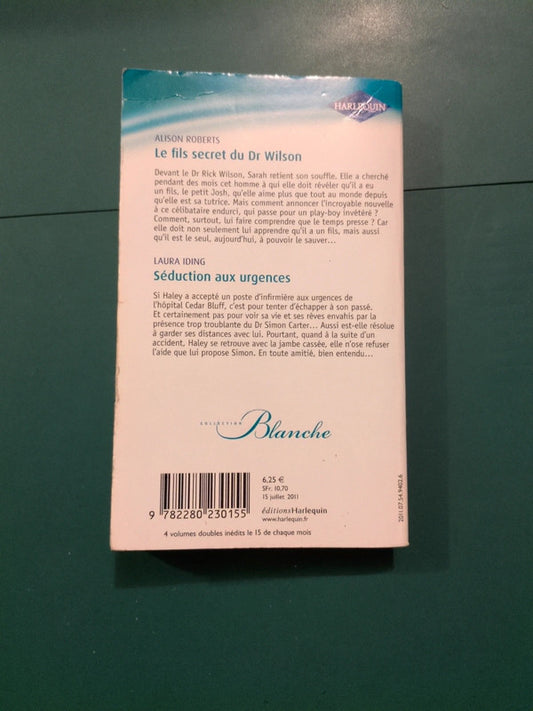 HARLEQUIN
ALISON ROBERTS
Le fils secret du Dr Wilson
Devant le Dr Rick Wilson, Sarah retient son souffle. Elle a cherché
pendant des mois cet homme à qui elle doit révéler qu'il a eu
un fils, le petit Josh, qu'elle aime plus que tout au monde depuis
qu'elle est sa tutrice. Mais comment annoncer l'incroyable nouvelle
à ce célibataire endurci, qui passe pour un play-boy invétéré ?
Comment, surtout, lui faire comprendre que le temps presse ? Car
elle doit non seulement lui apprendre qu'il a un fils, mais aussi
qu'il est le seul, aujourd'hui, à pouvoir le sauver...
LAURA IDING
Séduction aux urgences
Si Haley a accepté un poste d'infirmière aux urgences de
l'hôpital Cedar Bluff, c'est pour tenter d'échapper à son passé.
Et certainement pas pour voir sa vie et ses rêves envahis par la
présence trop troublante du Dr Simon Carter... Aussi est-elle résolue
à garder ses distances avec lui. Pourtant, quand à la suite d'un
accident, Haley se retrouve avec la jambe cassée, elle n'ose refuser
l'aide que lui propose Simon. En toute amitié, bien entendu...
COLLECTION
Blanche
6,25 €
SFr. 10,70
15 juillet 2011
éditionsHarlequin
www.harlequin.fr
9 782280 230155
4 volumes doubles inédits le 15 de chaque mois
2011.07.54.9402.6